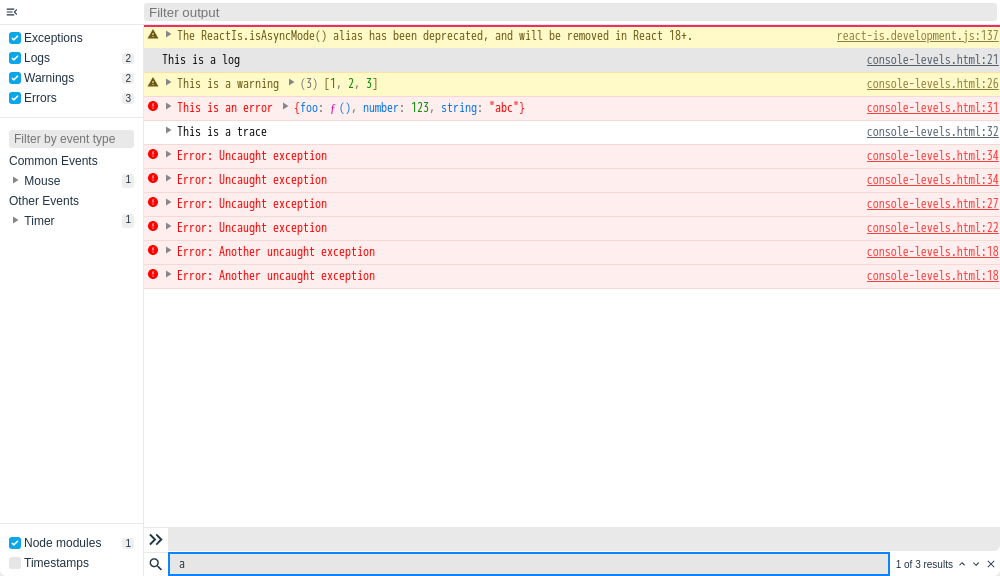 Filter output
Exceptions
Logs 2
Warnings 2
Errors 3
Filter by event type
Common Events
Mouse 1
Other Events
Timer 1
Node modules 1
Timestamps
The ReactIs.isAsyncMode() alias has been deprecated, and will be removed in React 18+. react-is.development.js:137
This is a log console-levels.html:21
This is a warning (3) [1, 2, 3] console-levels.html:26
This is an error {foo: ƒ (), number: 123, string: "abc"} console-levels.html:31
This is a trace console-levels.html:32
Error: Uncaught exception console-levels.html:34
Error: Uncaught exception console-levels.html:34
Error: Uncaught exception console-levels.html:27
Error: Uncaught exception console-levels.html:22
Error: Another uncaught exception console-levels.html:18
Error: Another uncaught exception console-levels.html:18
a 1 of 3 results